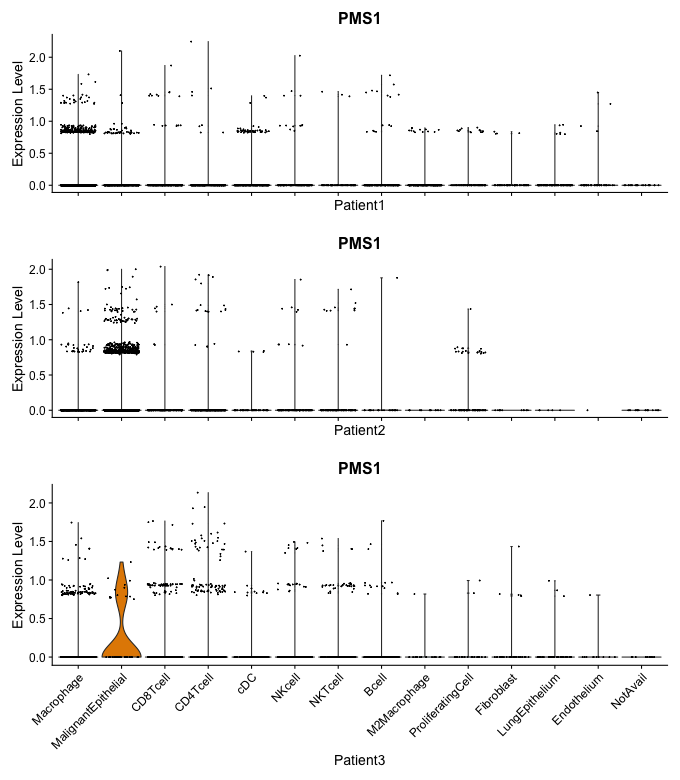 PMS1
Expression Level
2.0
1.5
1.0
0.5
0.0
Patient1
PMS1
Expression Level
2.0
1.5
1.0
0.5
0.0
Patient2
PMS1
Expression Level
2.0
1.5
1.0
0.5
0.0
Macrophage
MalignantEpithelial
CD8Tcell
CD4Tcell
cDC
NKcell
NKTcell
Bcell
M2Macrophage
ProliferatingCell
Fibroblast
LungEpithelium
Endothelium
NotAvail
Patient3